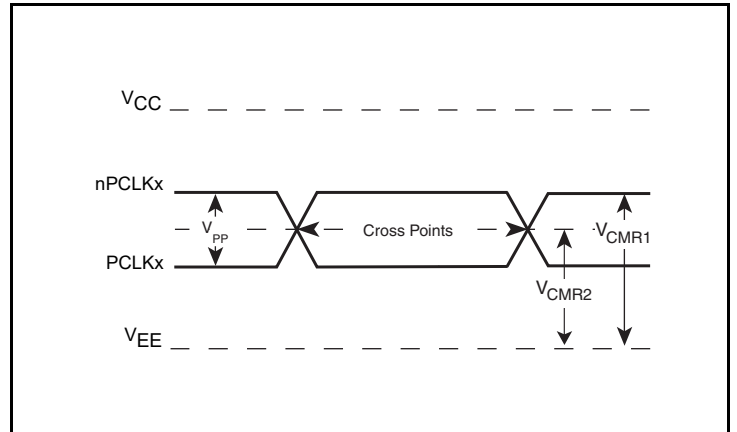 VCC
nPCLKx
VPP
Cross Points
VCMR1
PCLKx
VCMR2
VEE